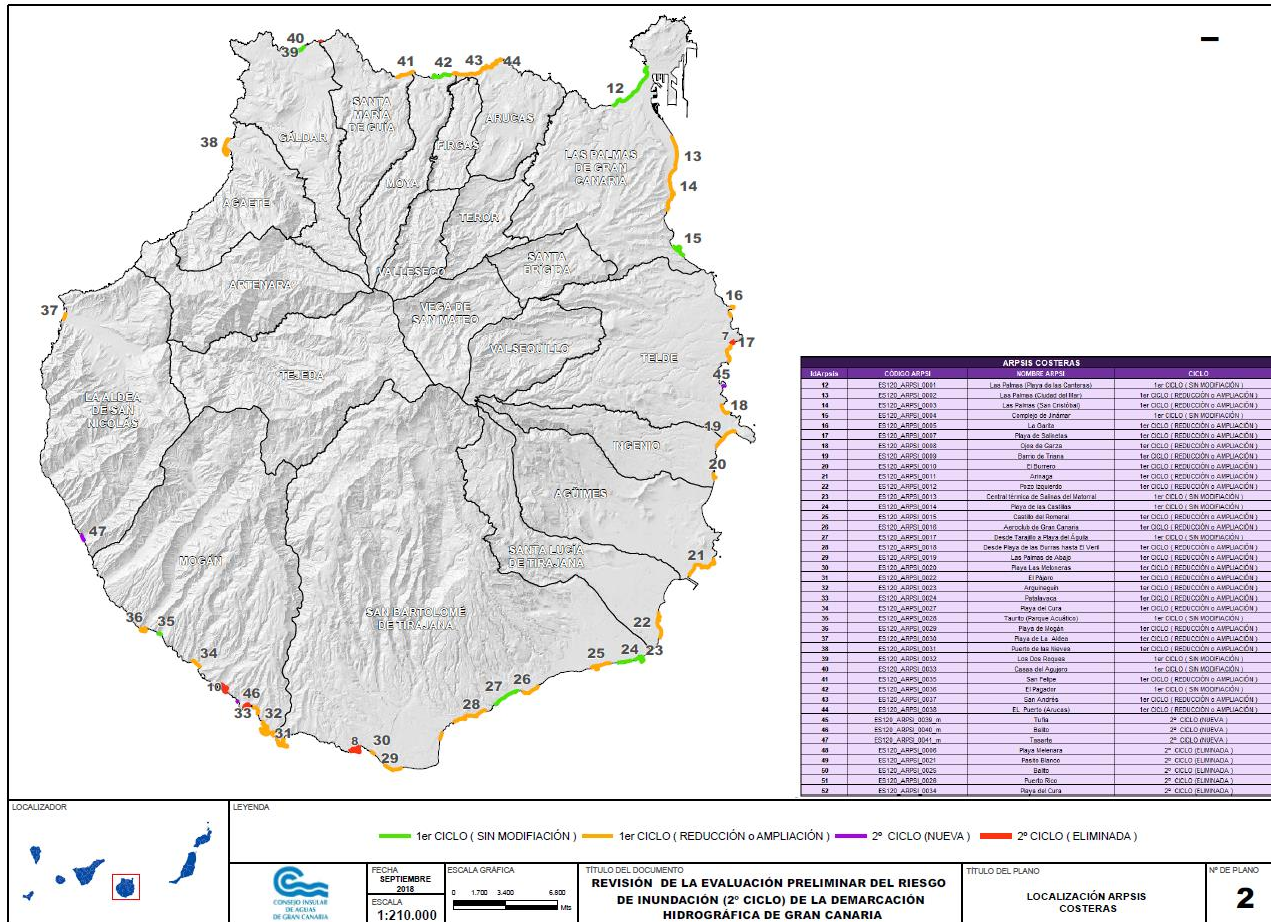 40
39
41
42
43
44
12
SANTA
MARÍA
DE GUÍA
GÁLDAR
ARUCAS
FIRGAS
38
LAS PALMAS
DE GRAN
CANARIA
13
MOYA
14
AGAETE
TEROR
15
VALLESECO
SANTA
BRÍGIDA
ARTENARA
16
37
VEGA DE
SAN MATEO
7
17
VALSEQUILLO
TELDE
TEJEDA
45
LA ALDEA
DE SAN
NICOLÁS
18
19
INGENIO
20
AGÜIMES
47
SANTA LUCÍA
DE TIRAJANA
21
MOGÁN
SAN BARTOLOMÉ
DE TIRAJANA
36
35
22
34
25
24
23
10
46
27
26
33
32
28
31
8
30
29
ARPSIS COSTERAS
IdArpsis CÓDIGO ARPSI NOMBRE ARPSI CICLO
12 ES120_ARPSI_0001 Las Palmas (Playa de las Canteras) 1er CICLO ( SIN MODIFIACIÓN )
13 ES120_ARPSI_0002 Las Palmas (Ciudad del Mar) 1er CICLO ( REDUCCIÓN o AMPLIACIÓN )
14 ES120_ARPSI_0003 Las Palmas (San Cristóbal) 1er CICLO ( REDUCCIÓN o AMPLIACIÓN )
15 ES120_ARPSI_0004 Complejo de Jinámar 1er CICLO ( SIN MODIFIACIÓN )
16 ES120_ARPSI_0005 La Garita 1er CICLO ( REDUCCIÓN o AMPLIACIÓN )
17 ES120_ARPSI_0007 Playa de Salinetas 1er CICLO ( REDUCCIÓN o AMPLIACIÓN )
18 ES120_ARPSI_0008 Ojos de Garza 1er CICLO ( REDUCCIÓN o AMPLIACIÓN )
19 ES120_ARPSI_0009 Barrio de Triana 1er CICLO ( REDUCCIÓN o AMPLIACIÓN )
20 ES120_ARPSI_0010 El Burrero 1er CICLO ( REDUCCIÓN o AMPLIACIÓN )
21 ES120_ARPSI_0011 Arinaga 1er CICLO ( REDUCCIÓN o AMPLIACIÓN )
22 ES120_ARPSI_0012 Pozo Izquierdo 1er CICLO ( REDUCCIÓN o AMPLIACIÓN )
23 ES120_ARPSI_0013 Central térmica de Salinas del Matorral 1er CICLO ( SIN MODIFIACIÓN )
24 ES120_ARPSI_0014 Playa de las Casillas 1er CICLO ( SIN MODIFIACIÓN )
25 ES120_ARPSI_0015 Castillo del Romeral 1er CICLO ( REDUCCIÓN o AMPLIACIÓN )
26 ES120_ARPSI_0016 Aeroclub de Gran Canaria 1er CICLO ( REDUCCIÓN o AMPLIACIÓN )
27 ES120_ARPSI_0017 Desde Tarajillo a Playa del Águila 1er CICLO ( SIN MODIFIACIÓN )
28 ES120_ARPSI_0018 Desde Playa de las Burras hasta El Veril 1er CICLO ( REDUCCIÓN o AMPLIACIÓN )
29 ES120_ARPSI_0019 Las Palmas de Abajo 1er CICLO ( REDUCCIÓN o AMPLIACIÓN )
30 ES120_ARPSI_0020 Playa Las Meloneras 1er CICLO ( REDUCCIÓN o AMPLIACIÓN )
31 ES120_ARPSI_0022 El Pájaro 1er CICLO ( REDUCCIÓN o AMPLIACIÓN )
32 ES120_ARPSI_0023 Arguineguín 1er CICLO ( REDUCCIÓN o AMPLIACIÓN )
33 ES120_ARPSI_0024 Patalavaca 1er CICLO ( REDUCCIÓN o AMPLIACIÓN )
34 ES120_ARPSI_0027 Playa del Cura 1er CICLO ( REDUCCIÓN o AMPLIACIÓN )
35 ES120_ARPSI_0028 Taurito (Parque Acuático) 1er CICLO ( SIN MODIFIACIÓN )
36 ES120_ARPSI_0029 Playa de Mogán 1er CICLO ( REDUCCIÓN o AMPLIACIÓN )
37 ES120_ARPSI_0030 Playa de La Aldea 1er CICLO ( REDUCCIÓN o AMPLIACIÓN )
38 ES120_ARPSI_0031 Puerto de las Nieves 1er CICLO ( REDUCCIÓN o AMPLIACIÓN )
39 ES120_ARPSI_0032 Los Dos Roques 1er CICLO ( SIN MODIFIACIÓN )
40 ES120_ARPSI_0033 Casas del Agujero 1er CICLO ( SIN MODIFIACIÓN )
41 ES120_ARPSI_0035 San Felipe 1er CICLO ( REDUCCIÓN o AMPLIACIÓN )
42 ES120_ARPSI_0036 El Pagador 1er CICLO ( SIN MODIFIACIÓN )
43 ES120_ARPSI_0037 San Andrés 1er CICLO ( REDUCCIÓN o AMPLIACIÓN )
44 ES120_ARPSI_0038 EL Puerto (Arucas) 1er CICLO ( REDUCCIÓN o AMPLIACIÓN )
45 ES120_ARPSI_0039_m Tufia 2º CICLO (NUEVA )
46 ES120_ARPSI_0040_m Balito 2º CICLO (NUEVA )
47 ES120_ARPSI_0041_m Tasarte 2º CICLO (NUEVA )
48 ES120_ARPSI_0006 Playa Melenara 2º CICLO (ELIMINADA )
49 ES120_ARPSI_0021 Pasito Blanco 2º CICLO (ELIMINADA )
50 ES120_ARPSI_0025 Balito 2º CICLO (ELIMINADA )
51 ES120_ARPSI_0026 Puerto Rico 2º CICLO (ELIMINADA )
52 ES120_ARPSI_0034 Playa del Cura 2º CICLO (ELIMINADA )
LOCALIZADOR
LEYENDA
1er CICLO ( SIN MODIFIACIÓN ) 1er CICLO ( REDUCCIÓN o AMPLIACIÓN ) 2º CICLO (NUEVA ) 2º CICLO ( ELIMINADA )
CONSEJO INSULAR
DE AGUAS
DE GRAN CANARIA
FECHA
SEPTIEMBRE
2018
ESCALA
1:210.000
ESCALA GRÁFICA
0 1.700 3.400 6.800
Mts
TÍTULO DEL DOCUMENTO
REVISIÓN DE LA EVALUACIÓN PRELIMINAR DEL RIESGO
DE INUNDACIÓN (2º CICLO) DE LA DEMARCACIÓN
HIDROGRÁFICA DE GRAN CANARIA
TÍTULO DEL PLANO
LOCALIZACIÓN ARPSIS
COSTERAS
Nº DE PLANO
2